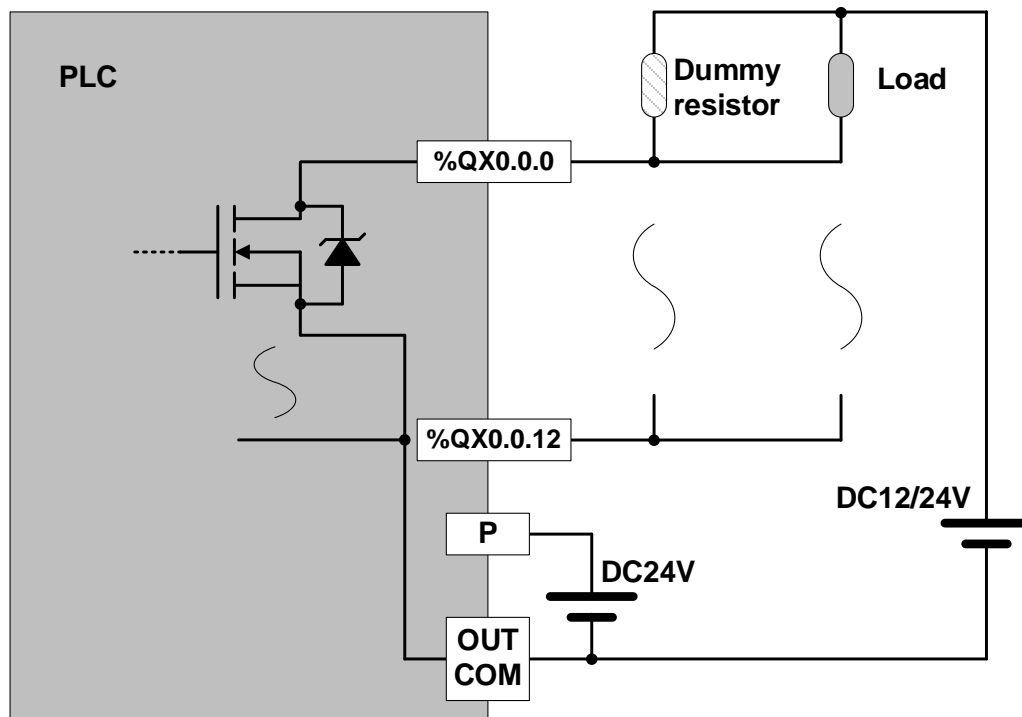 PLC
Dummy
resistor
Load
%QX0.0.0
%QX0.0.12
DC12/24V
P
DC24V
OUT
COM